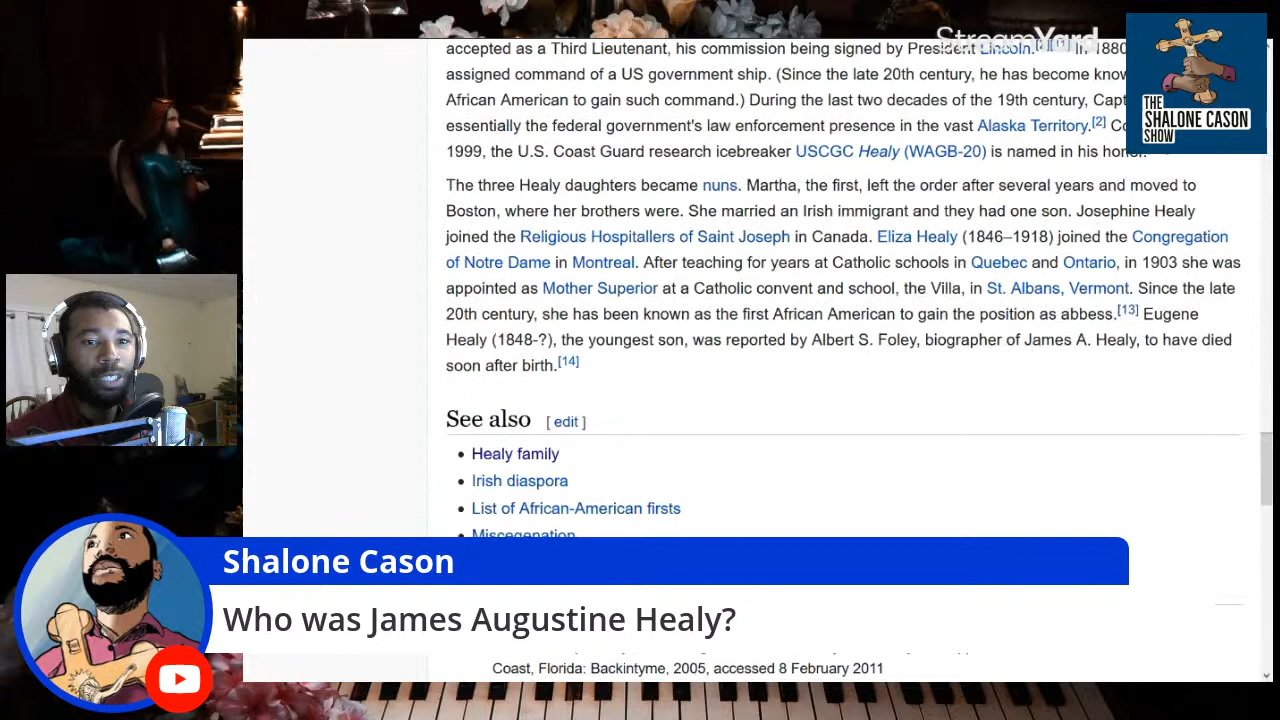 StreamYard
accepted as a Third Lieutenant, his commission being signed by President Lincoln.
assigned command of a US government ship. (Since the late 20th century, he has become
African American to gain such command.) During the last two decades of the 19th century,
essentially the federal government's law enforcement presence in the vast Alaska Territory.[2]
1999, the U.S. Coast Guard research icebreaker USCGC Healy (WAGB-20) is named in his
THE
SHALONE CASON
SHOW
The three Healy daughters became nuns. Martha, the first, left the order after several years and moved to
Boston, where her brothers were. She married an Irish immigrant and they had one son. Josephine Healy
joined the Religious Hospitallers of Saint Joseph in Canada. Eliza Healy (1846–1918) joined the Congregation
of Notre Dame in Montreal. After teaching for years at Catholic schools in Quebec and Ontario, in 1903 she was
appointed as Mother Superior at a Catholic convent and school, the Villa, in St. Albans, Vermont. Since the late
20th century, she has been known as the first African American to gain the position as abbess.[13] Eugene
Healy (1848-?), the youngest son, was reported by Albert S. Foley, biographer of James A. Healy, to have died
soon after birth.[14]
See also [ edit ]
• Healy family
• Irish diaspora
• List of African-American firsts
• Miscegenation
Shalone Cason
Who was James Augustine Healy?
Coast, Florida: Backintyme, 2005, accessed 8 February 2011